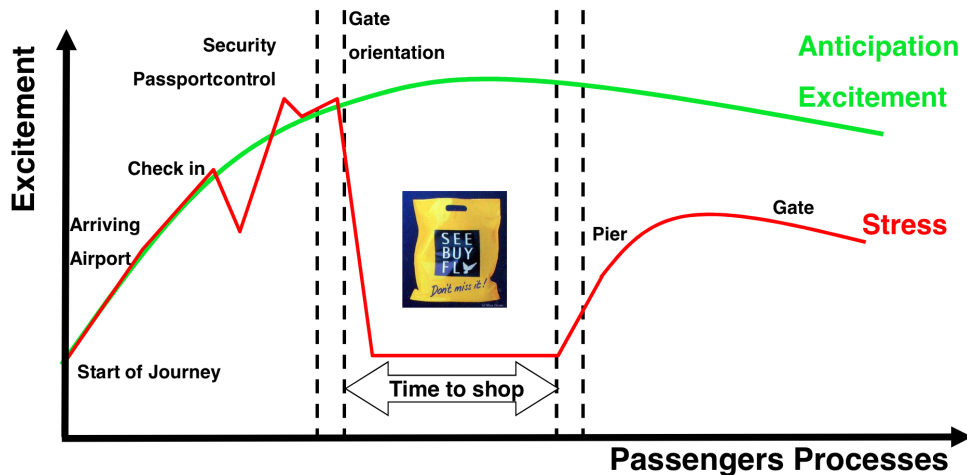 Excitement
Gate
orientation
Security
Passportcontrol
Anticipation
Excitement
Check in
Arriving
Airport
Start of Journey
SEE
BUY
FLY
Don't miss it!
Time to shop
Pier
Gate
Stress
Passengers Processes